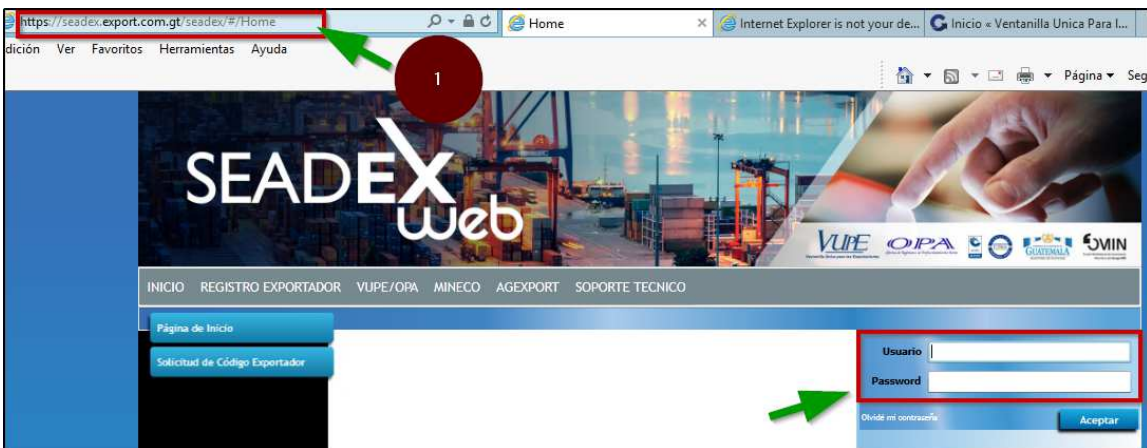 https://seadex.export.com.gt/seadex/#/Home
Home
Internet Explorer is not your de...
Inicio « Ventanilla Unica Para l...
dición Ver Favoritos Herramientas Ayuda
1
Página
Seg
SEADEX
web
VUPE OPA
GUATEMALA
INICIO REGISTRO EXPORTADOR VUPE/OPA MINECO AGEXPORT SOPORTE TECNICO
Página de Inicio
Solicitud de Código Exportador
Usuario
Password
Olvidé mi contraseña
Aceptar